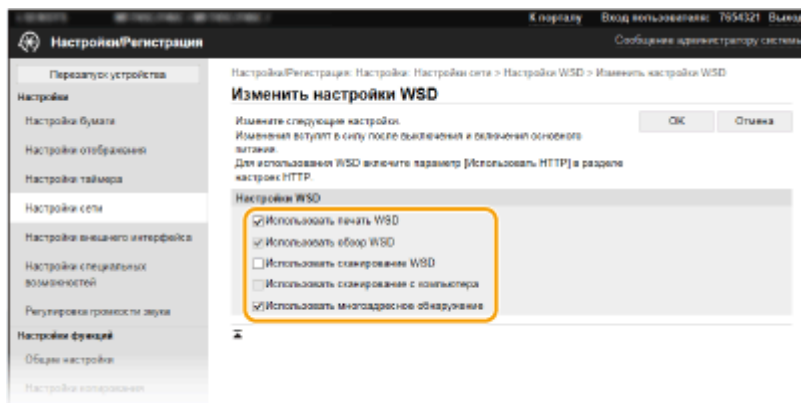 К порталу Вход пользователя: 7654321 Выход
Настройки/Регистрация
Сообщение администратору системы
Перезапуск устройства
Настройки
Настройки бумаги
Настройки отображения
Настройки таймера
Настройки сети
Настройки внешнего интерфейса
Настройки специальных
возможностей
Регулировка громкости звука
Настройки функций
Общие настройки
Настройки копирования
Настройки/Регистрация: Настройки: Настройки сети > Настройки WSD > Изменить настройки WSD
Изменить настройки WSD
Измените следующие настройки.
Изменения вступят в силу после выключения и включения основного
питания.
Для использования WSD включите параметр [Использовать HTTP] в разделе
настроек HTTP.
OK Отмена
Настройки WSD
Использовать печать WSD
Использовать обзор WSD
Использовать сканирование WSD
Использовать сканирование с компьютера
Использовать многоадресное обнаружение